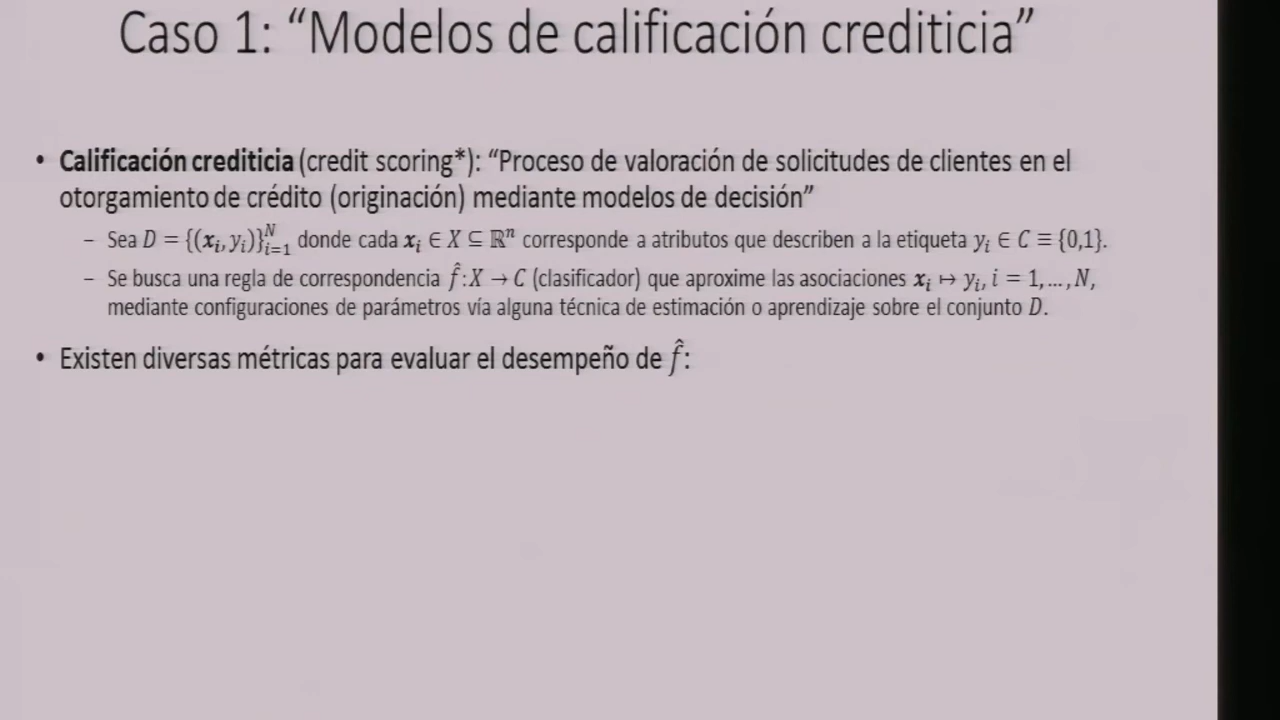 Caso 1: “Modelos de calificación crediticia”
• Calificación crediticia (credit scoring*): “Proceso de valoración de solicitudes de clientes en el
otorgamiento de crédito (originación) mediante modelos de decisión”
– Sea D = {(xᵢ, yᵢ)}ᵢ₌₁ᴺ donde cada xᵢ ∈ X ⊆ ℝⁿ corresponde a atributos que describen a la etiqueta yᵢ ∈ C ≡ {0,1}.
– Se busca una regla de correspondencia f̂: X → C (clasificador) que aproxime las asociaciones xᵢ ↦ yᵢ, i = 1, ..., N,
mediante configuraciones de parámetros vía alguna técnica de estimación o aprendizaje sobre el conjunto D.
• Existen diversas métricas para evaluar el desempeño de f̂: